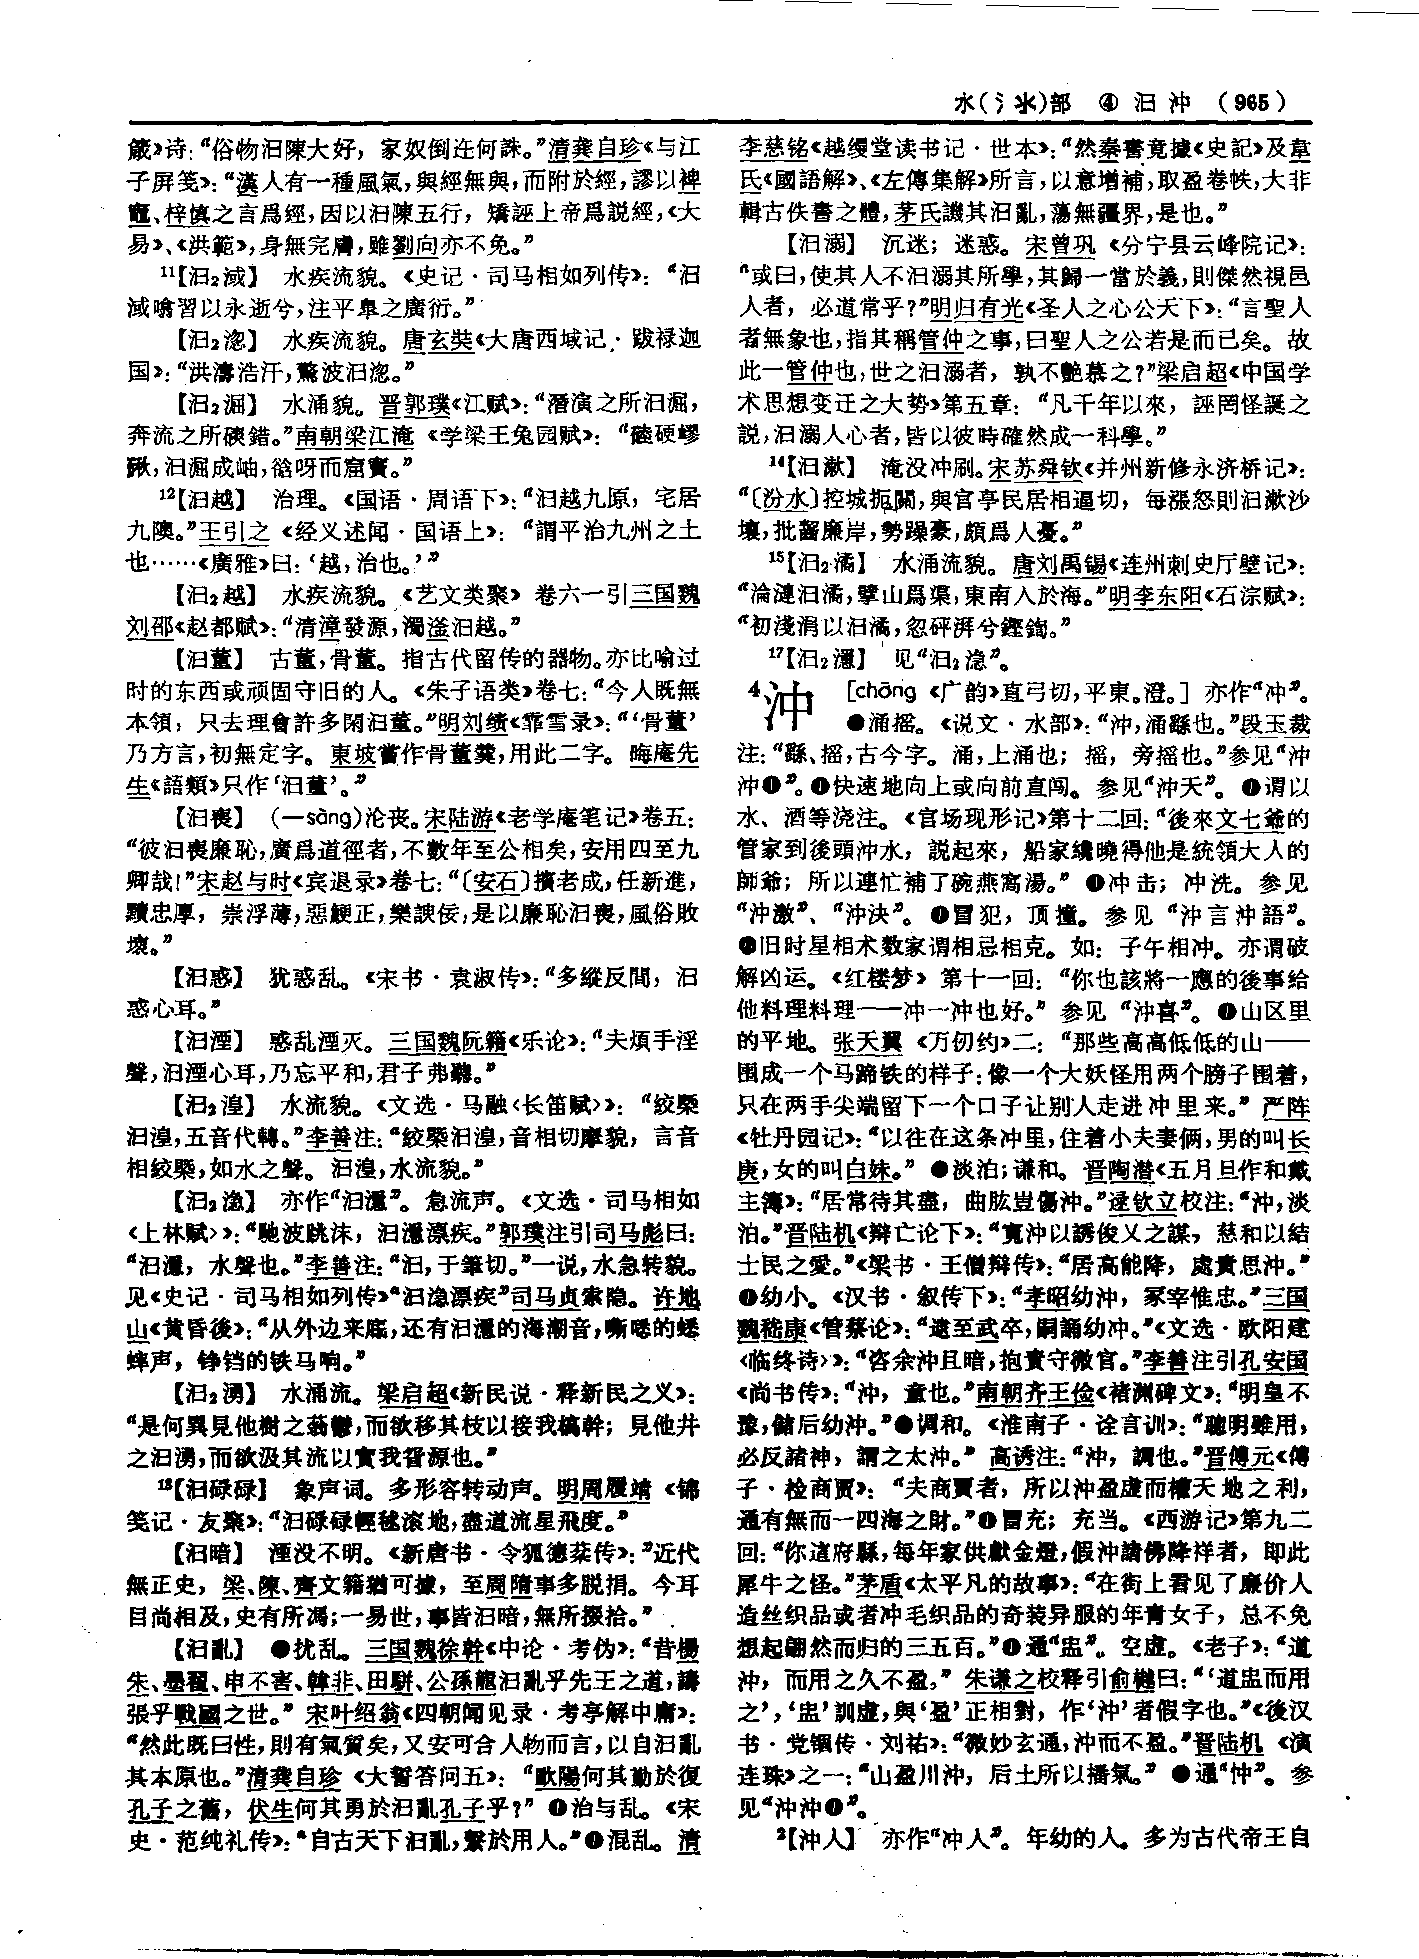 水(氵氺)部 ④ 汩 沖 (965)
箴》诗：“俗物汩陳大好，家奴倒迕何誅。”清龚自珍《与江
子屏笺》：“漢人有一種風氣，與經無與，而附於經，謬以裨
竈、梓慎之言爲經，因以汩陳五行，矯誣上帝爲説經，《大
易》、《洪範》，身無完膚，雖劉向亦不免。”
11【汩₂淢】 水疾流貌。《史记·司马相如列传》：“汩
淢噏習以永逝兮，注平臯之廣衍。”
【汩₂淴】 水疾流貌。唐玄奘《大唐西域记·跋禄迦
国》：“洪濤浩汗，驚波汩淴。”
【汩₂淈】 水涌貌。晋郭璞《江赋》：“潛演之所汩淈，
奔流之所磢錯。”南朝梁江淹《学梁王兔园赋》：“硙硬嶛
，汩淈成岫，谽呀而窟竇。”
12【汩越】 治理。《国语·周语下》：“汩越九原，宅居
九隩。”王引之《经义述闻·国语上》：“謂平治九州之土
也……《廣雅》曰：‘越，治也。’”
【汩₂越】 水疾流貌。《艺文类聚》卷六一引三国魏
刘邵《赵都赋》：“清漳發源，濁滏汩越。”
【汩董】 古董，骨董。指古代留传的器物。亦比喻过
时的东西或顽固守旧的人。《朱子语类》卷七：“今人既無
本領，只去理會許多閑汩董。”明刘绩《霏雪录》：“‘骨董’
乃方言，初無定字。東坡嘗作骨董羹，用此二字。晦庵先
生《語類》只作‘汩董’。”
【汩喪】 (—sàng)沦丧。宋陆游《老学庵笔记》卷五：
“彼汩喪廉恥，廣爲道徑者，不數年至公相矣，安用四至九
卿哉！”宋赵与时《宾退录》卷七：“〔安石〕擯老成，任新進，
黷忠厚，崇浮薄，惡鯁正，樂諛佞，是以廉恥汩喪，風俗敗
壞。”
【汩惑】 犹惑乱。《宋书·袁淑传》：“多縱反間，汩
惑心耳。”
【汩湮】 惑乱湮灭。三国魏阮籍《乐论》：“夫煩手淫
聲，汩湮心耳，乃忘平和，君子弗聽。”
【汩₂湟】 水流貌。《文选·马融〈长笛赋〉》：“絞槩
汩湟，五音代轉。”李善注：“絞槩汩湟，音相切摩貌，言音
相絞槩，如水之聲。汩湟，水流貌。”
【汩₂㴔】 亦作“汩濦”。急流声。《文选·司马相如
〈上林赋〉》：“馳波跳沫，汩濦漂疾。”郭璞注引司马彪曰：
“汩濦，水聲也。”李善注：“汩，于筆切。”一说，水急转貌。
见《史记·司马相如列传》“汩㴔漂疾”司马贞索隐。许地
山《黄昏後》：“从外边来底，还有汩濦的海潮音，嘶嗄的蟋
蟀声，铮铛的铁马响。”
【汩₂湧】 水涌流。梁启超《新民说·释新民之义》：
“是何異見他樹之蓊鬱，而欲移其枝以接我槁幹；見他井
之汩湧，而欲汲其流以實我眢源也。”
13【汩碌碌】 象声词。多形容转动声。明周履靖《锦
笺记·友聚》：“汩碌碌輕毬滚地，盡道流星飛度。”
【汩暗】 湮没不明。《新唐书·令狐德棻传》：“近代
無正史，梁、陳、齊文籍猶可據，至周隋事多脱捐。今耳
目尚相及，史有所馮；一易世，事皆汩暗，無所掇拾。”
【汩亂】 ❶扰乱。三国魏徐幹《中论·考伪》：“昔楊
朱、墨翟、申不害、韓非、田駢、公孫龍汩亂乎先王之道，譸
張乎戰國之世。”宋叶绍翁《四朝闻见录·考亭解中庸》：
“然此既曰性，則有氣質矣，又安可合人物而言，以自汩亂
其本原也。”清龚自珍《大誓答问五》：“歐陽何其勤於復
孔子之舊，伏生何其勇於汩亂孔子乎？”❷治与乱。《宋
史·范纯礼传》：“自古天下汩亂，繫於用人。”❸混乱。清
李慈铭《越缦堂读书记·世本》：“然秦書竟據《史記》及韋
氏《國語解》、《左傳集解》所言，以意增補，取盈卷帙，大非
輯古佚書之體，茅氏譏其汩亂，蕩無疆界，是也。”
【汩溺】 沉迷；迷惑。宋曾巩《分宁县云峰院记》：
“或曰，使其人不汩溺其所學，其歸一當於義，則傑然視邑
人者，必道常乎？”明归有光《圣人之心公天下》：“言聖人
者無象也，指其稱管仲之事，曰聖人之公若是而已矣。故
此一管仲也，世之汩溺者，孰不艷慕之？”梁启超《中国学
术思想变迁之大势》第五章：“凡千年以來，誣罔怪誕之
説，汩溺人心者，皆以彼時確然成一科學。”
14【汩漱】 淹没冲刷。宋苏舜钦《并州新修永济桥记》：
“〔汾水〕控城扼關，與官亭民居相逼切，每漲怒則汩漱沙
壤，批齧廉岸，勢躁豪，頗爲人憂。”
15【汩₂潏】 水涌流貌。唐刘禹锡《连州刺史厅壁记》：
“淪漣汩潏，擘山爲渠，東南入於海。”明李东阳《石淙赋》：
“初淺涓以汩潏，忽砰湃兮鏗鍧。”
17【汩₂濦】 见“汩₂㴔”。
4沖 [chōng《广韵》直弓切，平東。澄。] 亦作“冲”。
❶涌摇。《说文·水部》：“沖，涌繇也。”段玉裁
注：“繇、摇，古今字。涌，上涌也；摇，旁摇也。”参见“沖
沖❶”。❷快速地向上或向前直闯。参见“沖天”。❸谓以
水、酒等浇注。《官场现形记》第十二回：“後來文七爺的
管家到後頭沖水，説起來，船家纔曉得他是統領大人的
師爺；所以連忙補了碗燕窩湯。”❹冲击；冲洗。参见
“沖激”、“沖決”。❺冒犯，顶撞。参见“沖言沖語”。
❻旧时星相术数家谓相忌相克。如：子午相冲。亦谓破
解凶运。《红楼梦》第十一回：“你也該將一應的後事给
他料理料理——冲一冲也好。”参见“沖喜”。❼山区里
的平地。张天翼《万仞约》二：“那些高高低低的山——
围成一个马蹄铁的样子：像一个大妖怪用两个膀子围着，
只在两手尖端留下一个口子让别人走进冲里来。”严阵
《牡丹园记》：“以往在这条冲里，住着小夫妻俩，男的叫长
庚，女的叫白妹。”❽淡泊；谦和。晋陶潜《五月旦作和戴
主簿》：“居常待其盡，曲肱豈傷沖。”逯钦立校注：“沖，淡
泊。”晋陆机《辩亡论下》：“寬沖以誘俊乂之謀，慈和以結
士民之愛。”《梁书·王僧辩传》：“居高能降，處貴思沖。”
❾幼小。《汉书·叙传下》：“孝昭幼沖，冢宰惟忠。”三国
魏嵇康《管蔡论》：“逮至武卒，嗣誦幼冲。”《文选·欧阳建
〈临终诗〉》：“咨余沖且暗，抱責守微官。”李善注引孔安国
《尚书传》：“沖，童也。”南朝齐王俭《褚渊碑文》：“明皇不
豫，儲后幼沖。”❿调和。《淮南子·诠言训》：“聰明雖用，
必反諸神，謂之太沖。”高诱注：“沖，調也。”晋傅元《傅
子·检商贾》：“夫商賈者，所以沖盈虚而權天地之利，
通有無而一四海之財。”⓫冒充；充当。《西游记》第九二
回：“你這府縣，每年家供獻金燈，假沖諸佛降祥者，即此
犀牛之怪。”茅盾《太平凡的故事》：“在街上看见了廉价人
造丝织品或者冲毛织品的奇装异服的年青女子，总不免
想起翩然而归的三五百。”⓬通“盅”。空虚。《老子》：“道
沖，而用之久不盈。”朱谦之校释引俞樾曰：“‘道盅而用
之’，‘盅’訓虚，與‘盈’正相對，作‘沖’者假字也。”《後汉
书·党锢传·刘祐》：“微妙玄通，沖而不盈。”晋陆机《演
连珠》之一：“山盈川沖，后土所以播氣。”⓭通“忡”。参
见“沖沖❶”。
2【沖人】 亦作“冲人”。年幼的人。多为古代帝王自